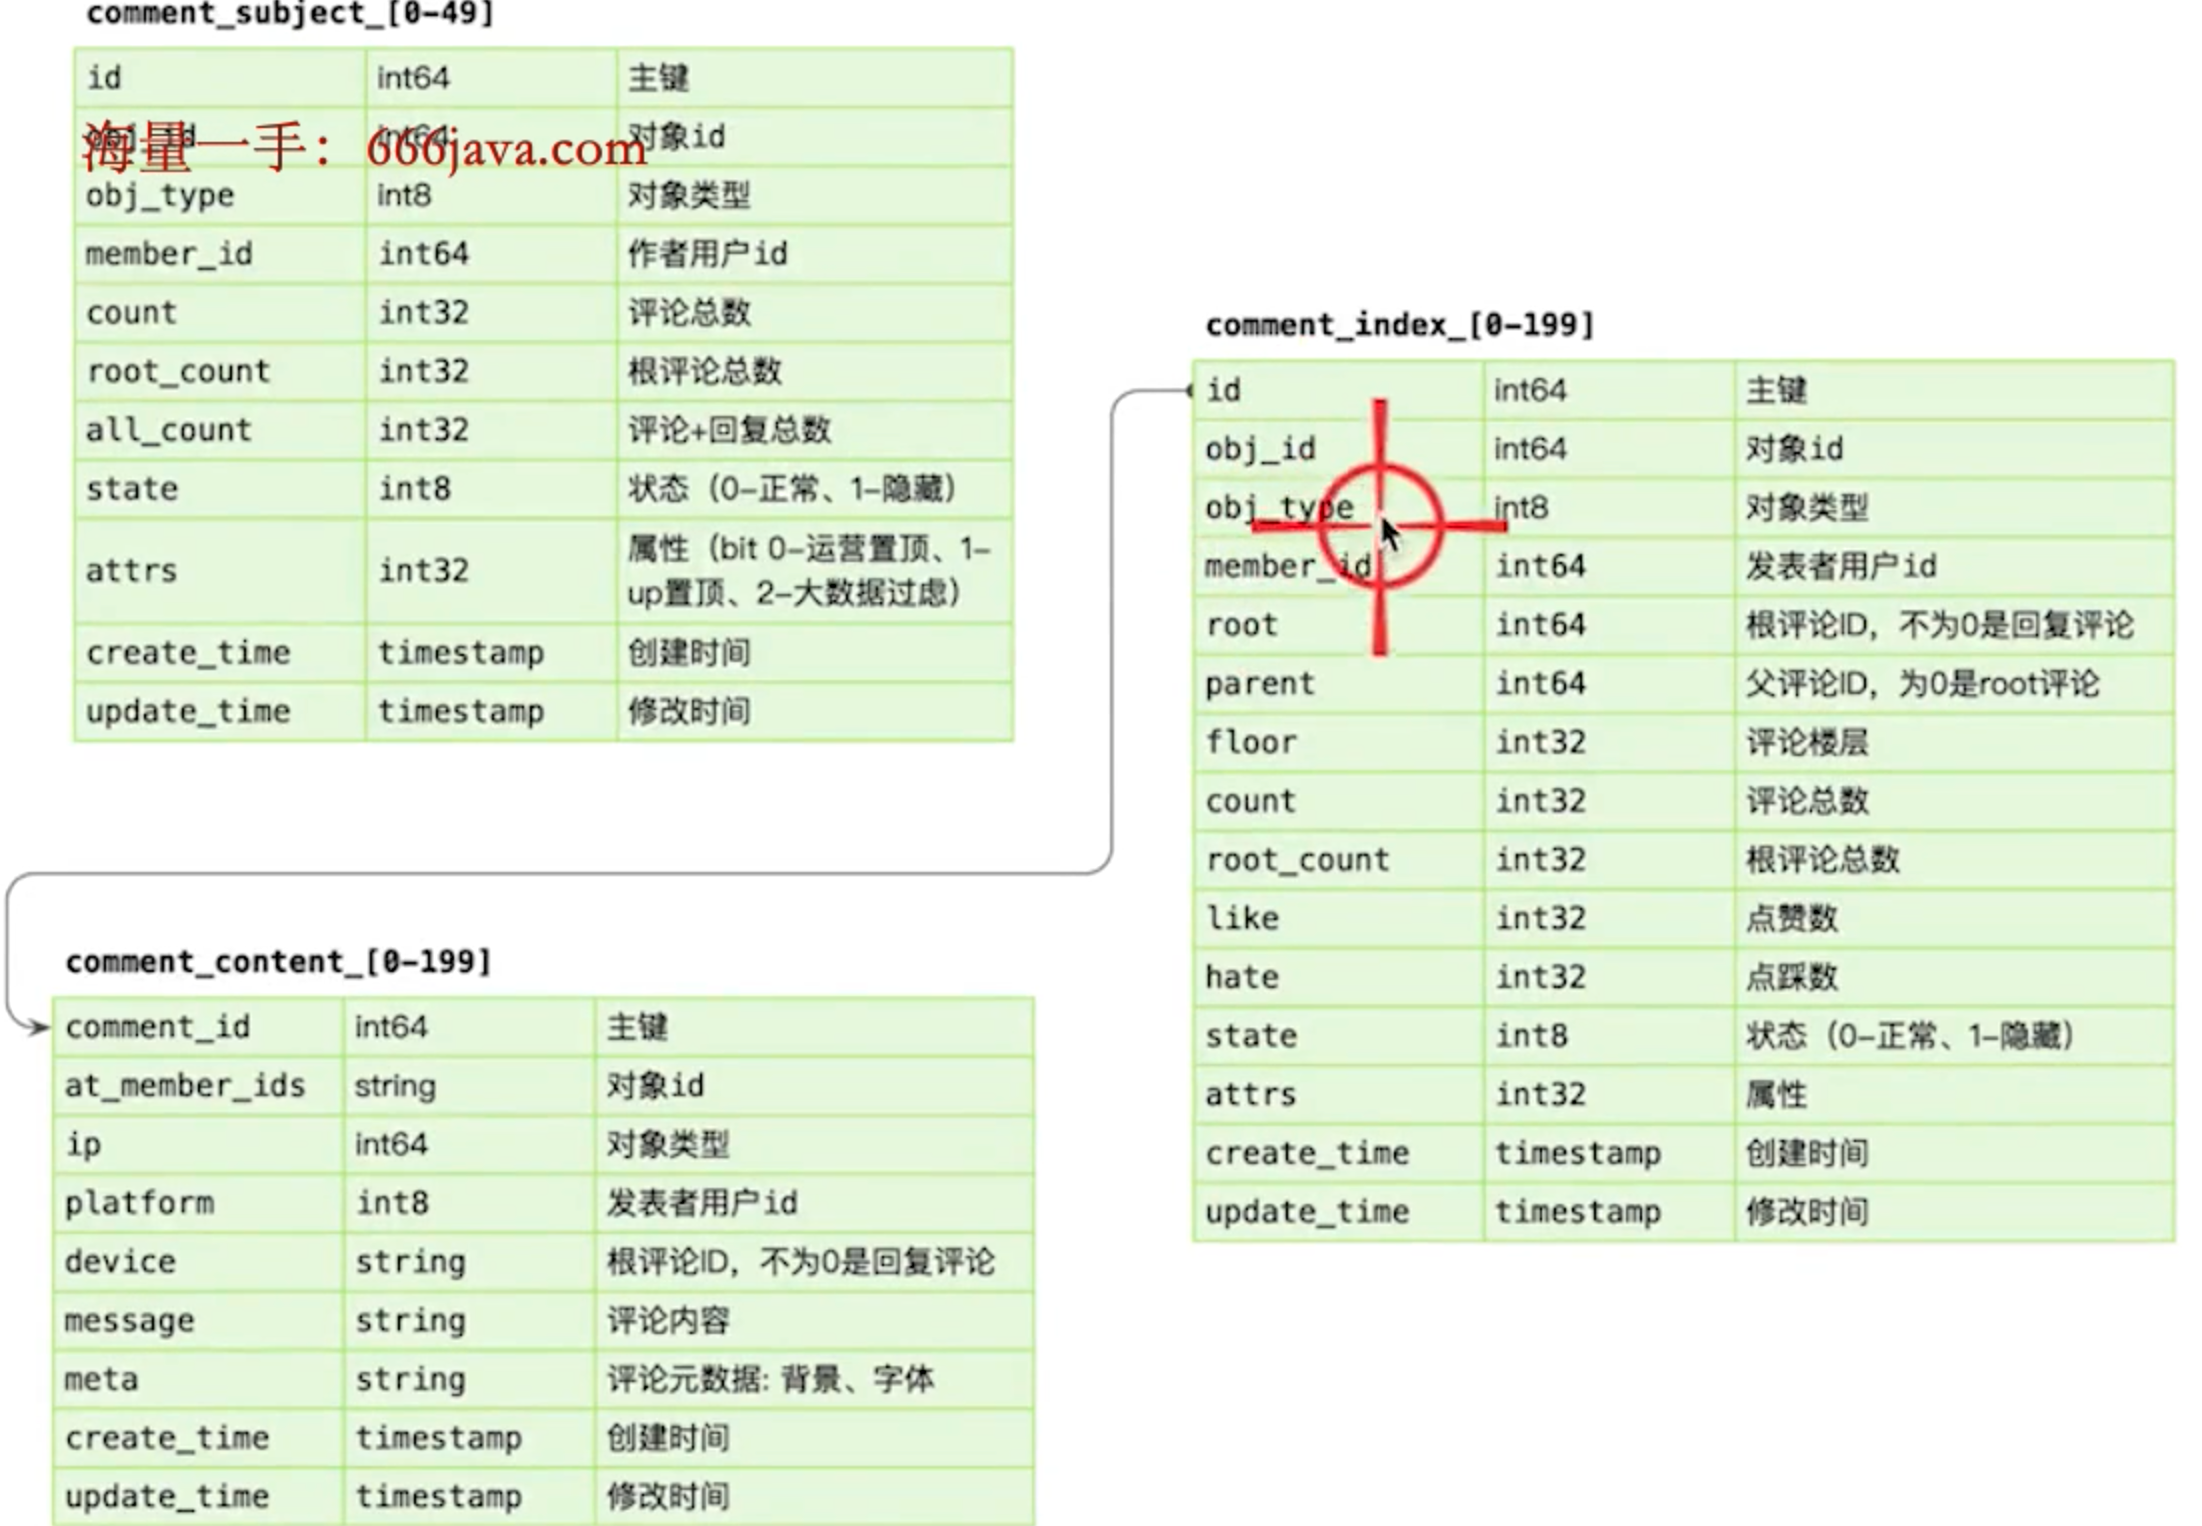 comment_subject_[0-49]
id int64 主键
obj_id int64 对象id
海量一手：666java.com
obj_type int8 对象类型
member_id int64 作者用户id
count int32 评论总数
root_count int32 根评论总数
all_count int32 评论+回复总数
state int8 状态（0-正常、1-隐藏）
attrs int32 属性（bit 0-运营置顶、1-
up置顶、2-大数据过虑）
create_time timestamp 创建时间
update_time timestamp 修改时间
comment_index_[0-199]
id int64 主键
obj_id int64 对象id
obj_type int8 对象类型
member_id int64 发表者用户id
root int64 根评论ID，不为0是回复评论
parent int64 父评论ID，为0是root评论
floor int32 评论楼层
count int32 评论总数
root_count int32 根评论总数
like int32 点赞数
hate int32 点踩数
state int8 状态（0-正常、1-隐藏）
attrs int32 属性
create_time timestamp 创建时间
update_time timestamp 修改时间
comment_content_[0-199]
comment_id int64 主键
at_member_ids string 对象id
ip int64 对象类型
platform int8 发表者用户id
device string 根评论ID，不为0是回复评论
message string 评论内容
meta string 评论元数据: 背景、字体
create_time timestamp 创建时间
update_time timestamp 修改时间